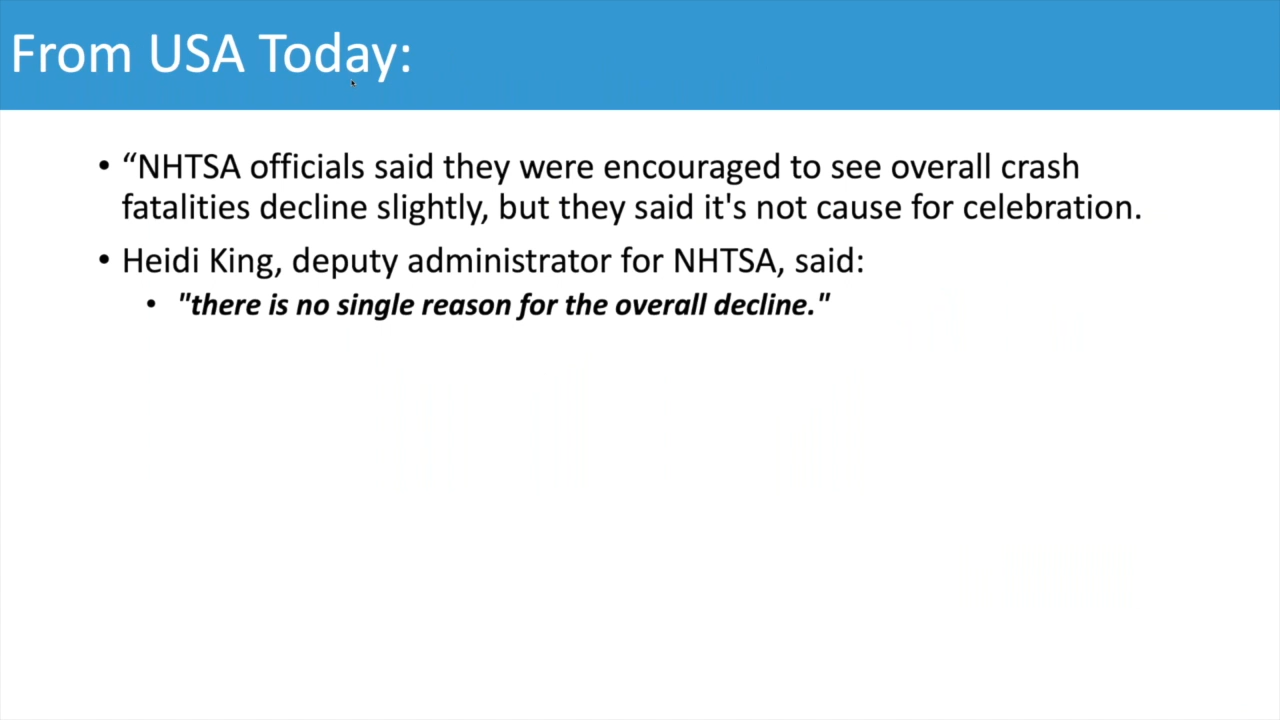 From USA Today:
• “NHTSA officials said they were encouraged to see overall crash
fatalities decline slightly, but they said it's not cause for celebration.
• Heidi King, deputy administrator for NHTSA, said:
• "there is no single reason for the overall decline."